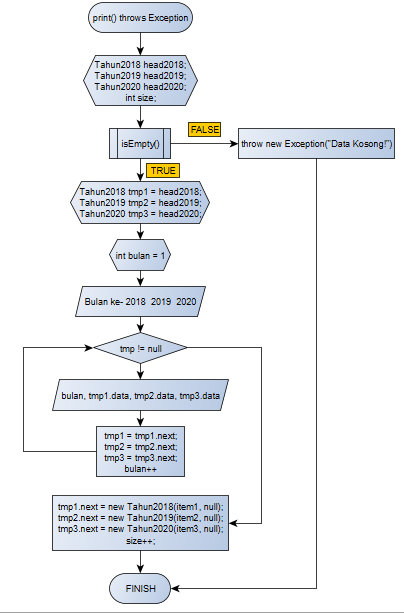 print() throws Exception
Tahun2018 head2018;
Tahun2019 head2019;
Tahun2020 head2020;
int size;
isEmpty()
FALSE
throw new Exception("Data Kosong!")
TRUE
Tahun2018 tmp1 = head2018;
Tahun2019 tmp2 = head2019;
Tahun2020 tmp3 = head2020;
int bulan = 1
Bulan ke- 2018 2019 2020
tmp != null
bulan, tmp1.data, tmp2.data, tmp3.data
tmp1 = tmp1.next;
tmp2 = tmp2.next;
tmp3 = tmp3.next;
bulan++
tmp1.next = new Tahun2018(item1, null);
tmp2.next = new Tahun2019(item2, null);
tmp3.next = new Tahun2020(item3, null);
size++;
FINISH